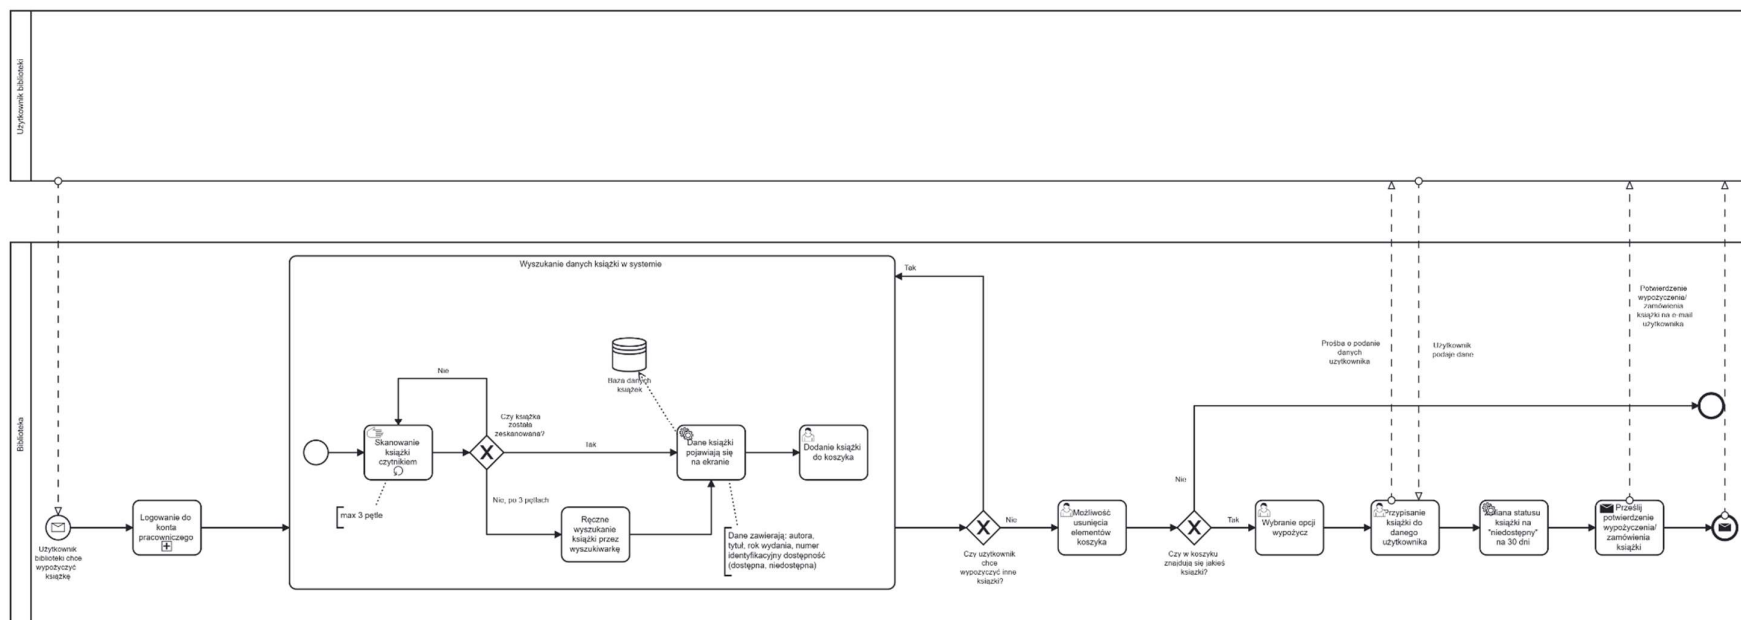 Użytkownik biblioteki
Biblioteka
Użytkownik
biblioteki chce
wypożyczyć
książkę
Logowanie do
konta
pracowniczego
Wyszukanie danych książki w systemie
Skanowanie
książki
czytnikiem
max 3 pętle
Nie
Czy książka
została
zeskanowana?
Tak
Nie, po 3 pętlach
Ręczne
wyszukanie
książki przez
wyszukiwarkę
Baza danych
książek
Dane książki
pojawiają się
na ekranie
Dane zawierają: autora,
tytuł, rok wydania, numer
identyfikacyjny dostępność
(dostępna, niedostępna)
Dodanie książki
do koszyka
Tak
Czy użytkownik
chce
wypożyczyć inne
książki?
Nie
Możliwość
usunięcia
elementów
koszyka
Czy w koszyku
znajdują się jakieś
książki?
Nie
Tak
Wybranie opcji
wypożycz
Prośba o podanie
danych
użytkownika
Użytkownik
podaje dane
Przypisanie
książki do
danego
użytkownika
Zmiana statusu
książki na
"niedostępny"
na 30 dni
Potwierdzenie
wypożyczenia/
zamówienia
książki na e-mail
użytkownika
Prześlij
potwierdzenie
wypożyczenia/
zamówienia
książki